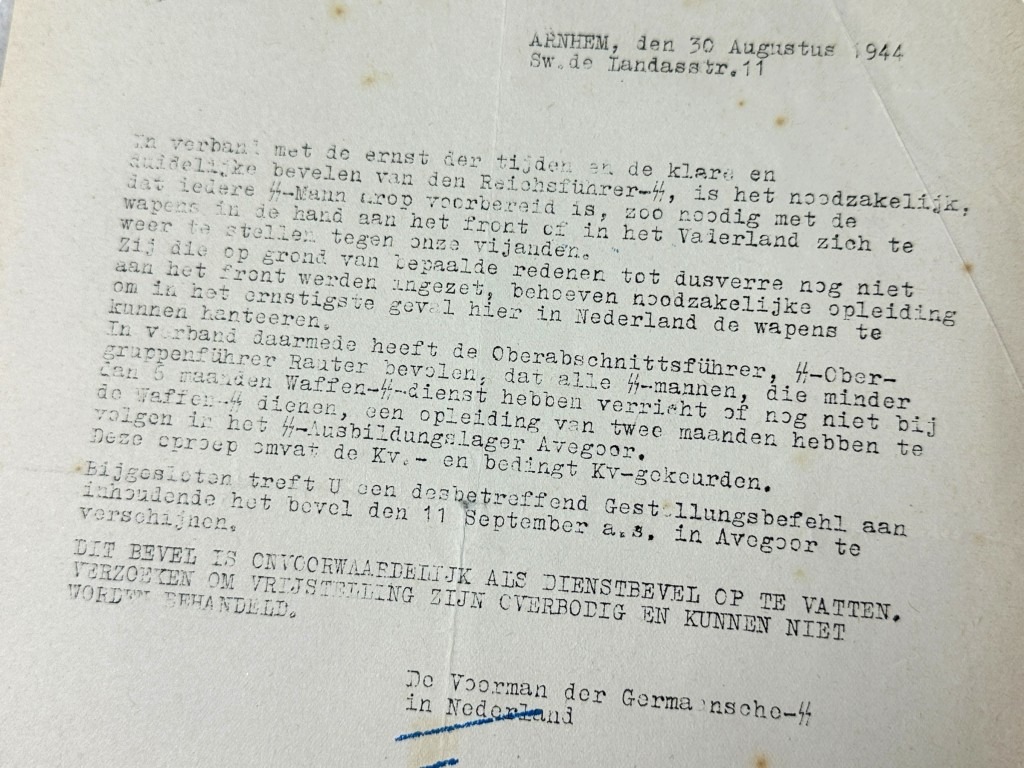 ARNHEM, den 30 Augustus 1944
Sw.de Landasstr.11
In verband met de ernst der tijden en de klare en
duidelijke bevelen van den Reichsführer-ᛋᛋ, is het noodzakelijk,
dat iedere ᛋᛋ-Mann erop voorbereid is, zoo noodig met de
wapens in de hand aan het front of in het Vaderland zich te
weer te stellen tegen onze vijanden.
Zij die op grond van bepaalde redenen tot dusverre nog niet
aan het front werden ingezet, behoeven noodzakelijke opleiding
om in het ernstigste geval hier in Nederland de wapens te
kunnen hanteeren.
In verband daarmede heeft de Oberabschnittsführer, ᛋᛋ-Ober-
gruppenführer Rauter bevolen, dat alle ᛋᛋ-mannen, die minder
dan 6 maanden Waffen-ᛋᛋ-dienst hebben verricht of nog niet bij
de Waffen-ᛋᛋ dienen, een opleiding van twee maanden hebben te
volgen in het ᛋᛋ-Ausbildungslager Avegoor.
Deze oproep omvat de Kv.- en bedingt Kv-gekeurden.
Bijgesloten treft U een desbetreffend Gestellungsbefehl aan
inhoudende het bevel den 11 September a.s. in Avegoor te
verschijnen.
DIT BEVEL IS ONVOORWAARDELIJK ALS DIENSTBEVEL OP TE VATTEN.
VERZOEKEN OM VRIJSTELLING ZIJN OVERBODIG EN KUNNEN NIET
WORDEN BEHANDELD.
De Voorman der Germaansche-ᛋᛋ
in Nederland